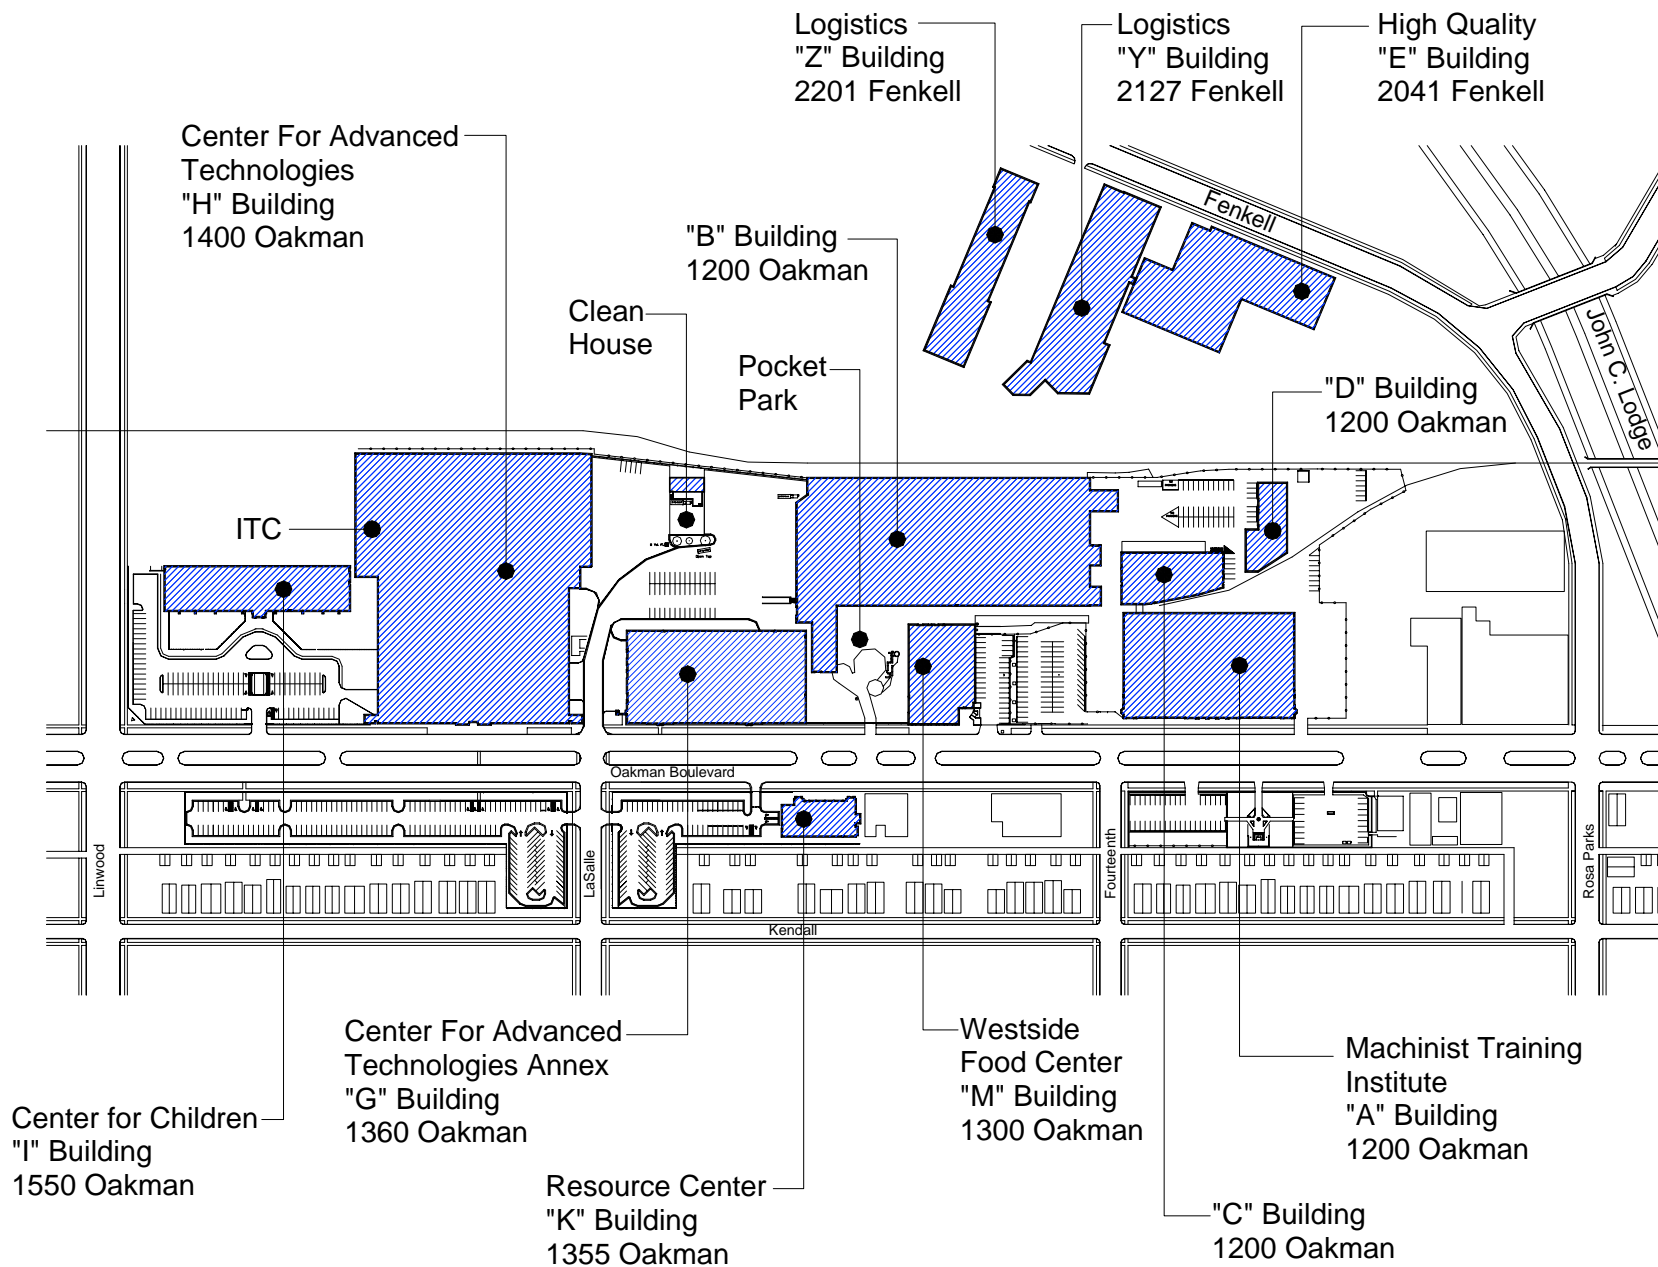 Logistics
"Z" Building
2201 Fenkell
Logistics
"Y" Building
2127 Fenkell
High Quality
"E" Building
2041 Fenkell
Center For Advanced
Technologies
"H" Building
1400 Oakman
"B" Building
1200 Oakman
Clean
House
Pocket
Park
Fenkell
John C. Lodge
"D" Building
1200 Oakman
ITC
Oakman Boulevard
Linwood
LaSalle
Fourteenth
Rosa Parks
Kendall
Center for Children
"I" Building
1550 Oakman
Center For Advanced
Technologies Annex
"G" Building
1360 Oakman
Resource Center
"K" Building
1355 Oakman
Westside
Food Center
"M" Building
1300 Oakman
Machinist Training
Institute
"A" Building
1200 Oakman
"C" Building
1200 Oakman